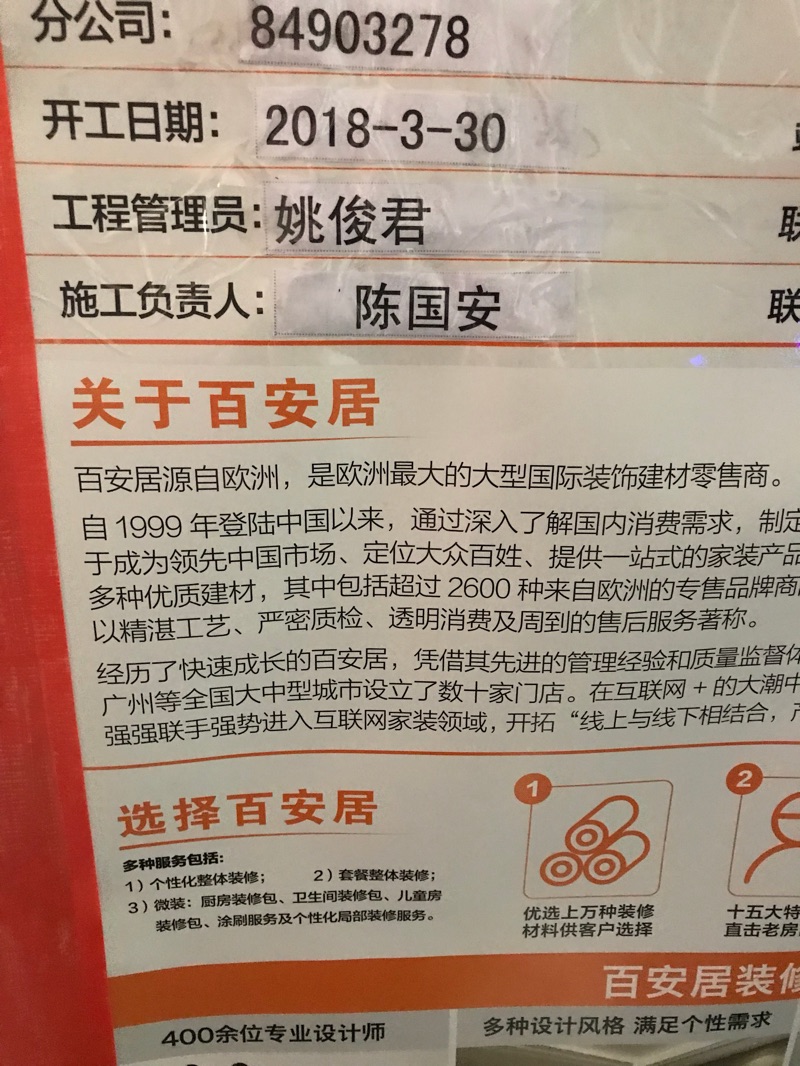 分公司: 84903278
开工日期: 2018-3-30
工程管理员: 姚俊君 联
施工负责人: 陈国安 联
关于百安居
百安居源自欧洲，是欧洲最大的大型国际装饰建材零售商。
自 1999 年登陆中国以来，通过深入了解国内消费需求，制定
于成为领先中国市场、定位大众百姓、提供一站式的家装产品
多种优质建材，其中包括超过 2600 种来自欧洲的专售品牌商
以精湛工艺、严密质检、透明消费及周到的售后服务著称。
经历了快速成长的百安居，凭借其先进的管理经验和质量监督体
广州等全国大中型城市设立了数十家门店。在互联网 + 的大潮中
强强联手强势进入互联网家装领域，开拓“线上与线下相结合，
选择百安居
多种服务包括:
1）个性化整体装修； 2）套餐整体装修；
3）微装：厨房装修包、卫生间装修包、儿童房
装修包、涂刷服务及个性化局部装修服务。
1
优选上万种装修
材料供客户选择
2
十五大特
直击老房
百安居装修
400余位专业设计师
多种设计风格 满足个性需求